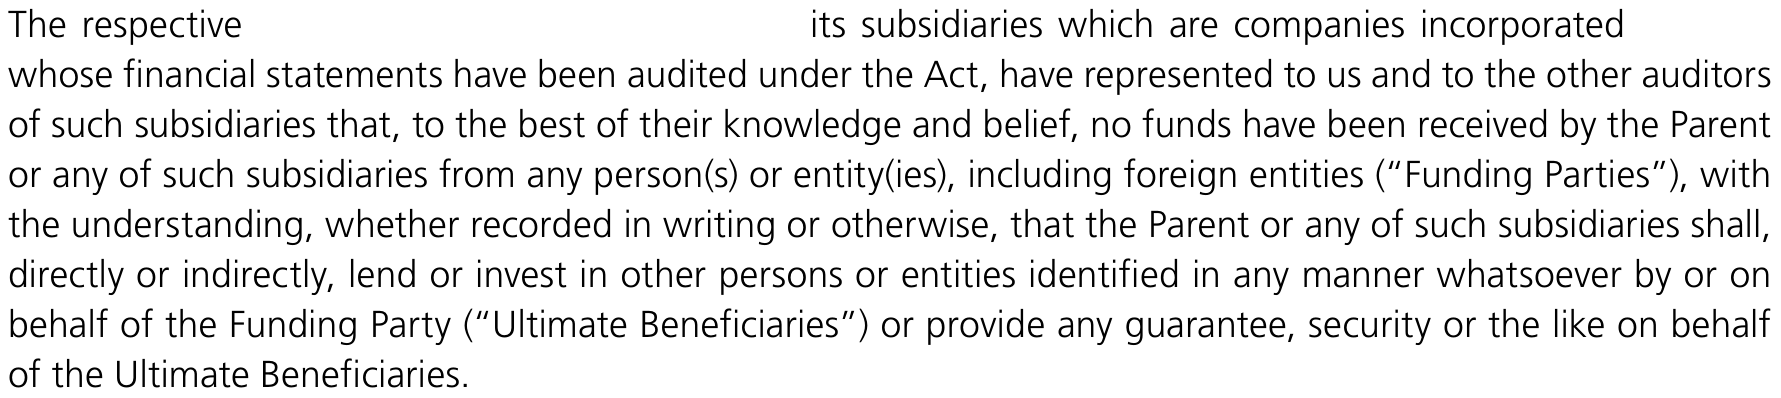 The respective its subsidiaries which are companies incorporated
whose financial statements have been audited under the Act, have represented to us and to the other auditors
of such subsidiaries that, to the best of their knowledge and belief, no funds have been received by the Parent
or any of such subsidiaries from any person(s) or entity(ies), including foreign entities (“Funding Parties”), with
the understanding, whether recorded in writing or otherwise, that the Parent or any of such subsidiaries shall,
directly or indirectly, lend or invest in other persons or entities identified in any manner whatsoever by or on
behalf of the Funding Party (“Ultimate Beneficiaries”) or provide any guarantee, security or the like on behalf
of the Ultimate Beneficiaries.